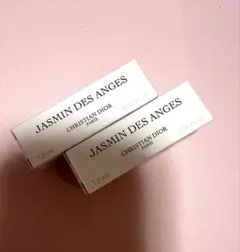 JASMIN DES ANGES
CHRISTIAN DIOR
PARIS
JASMIN DES ANGES
CHRISTIAN DIOR
PARIS